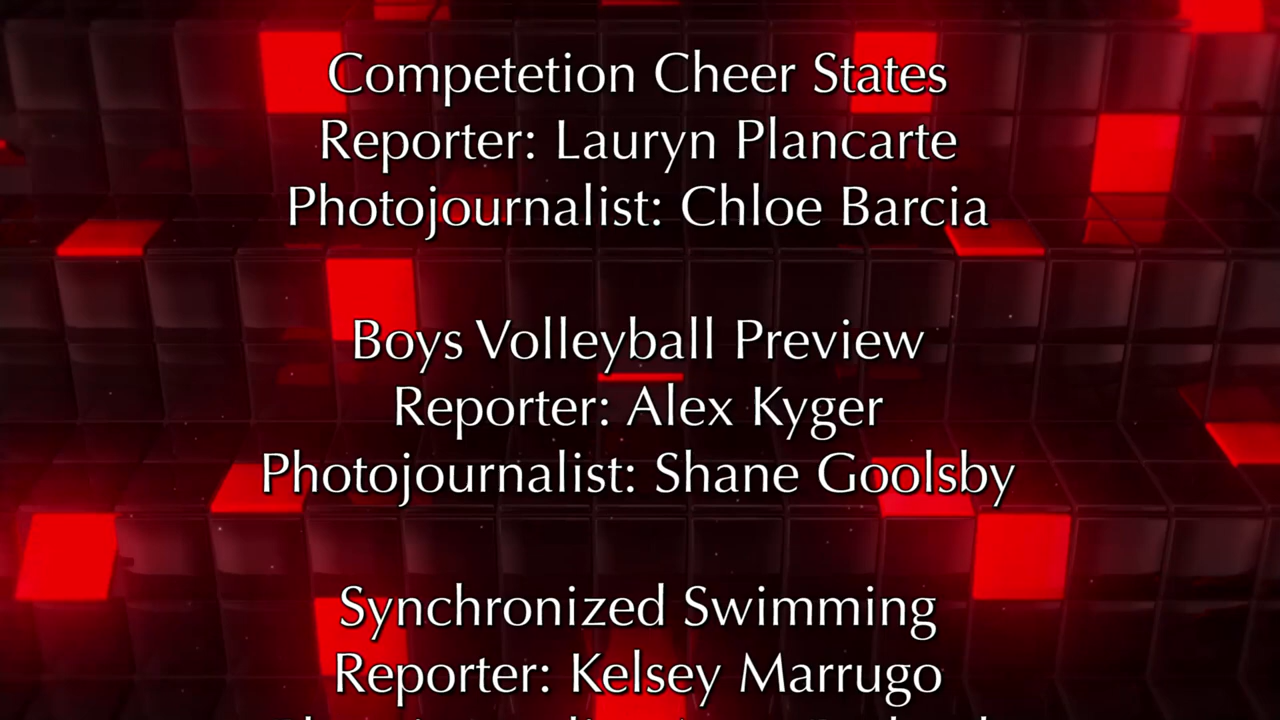 Competetion Cheer States
Reporter: Lauryn Plancarte
Photojournalist: Chloe Barcia
Boys Volleyball Preview
Reporter: Alex Kyger
Photojournalist: Shane Goolsby
Synchronized Swimming
Reporter: Kelsey Marrugo